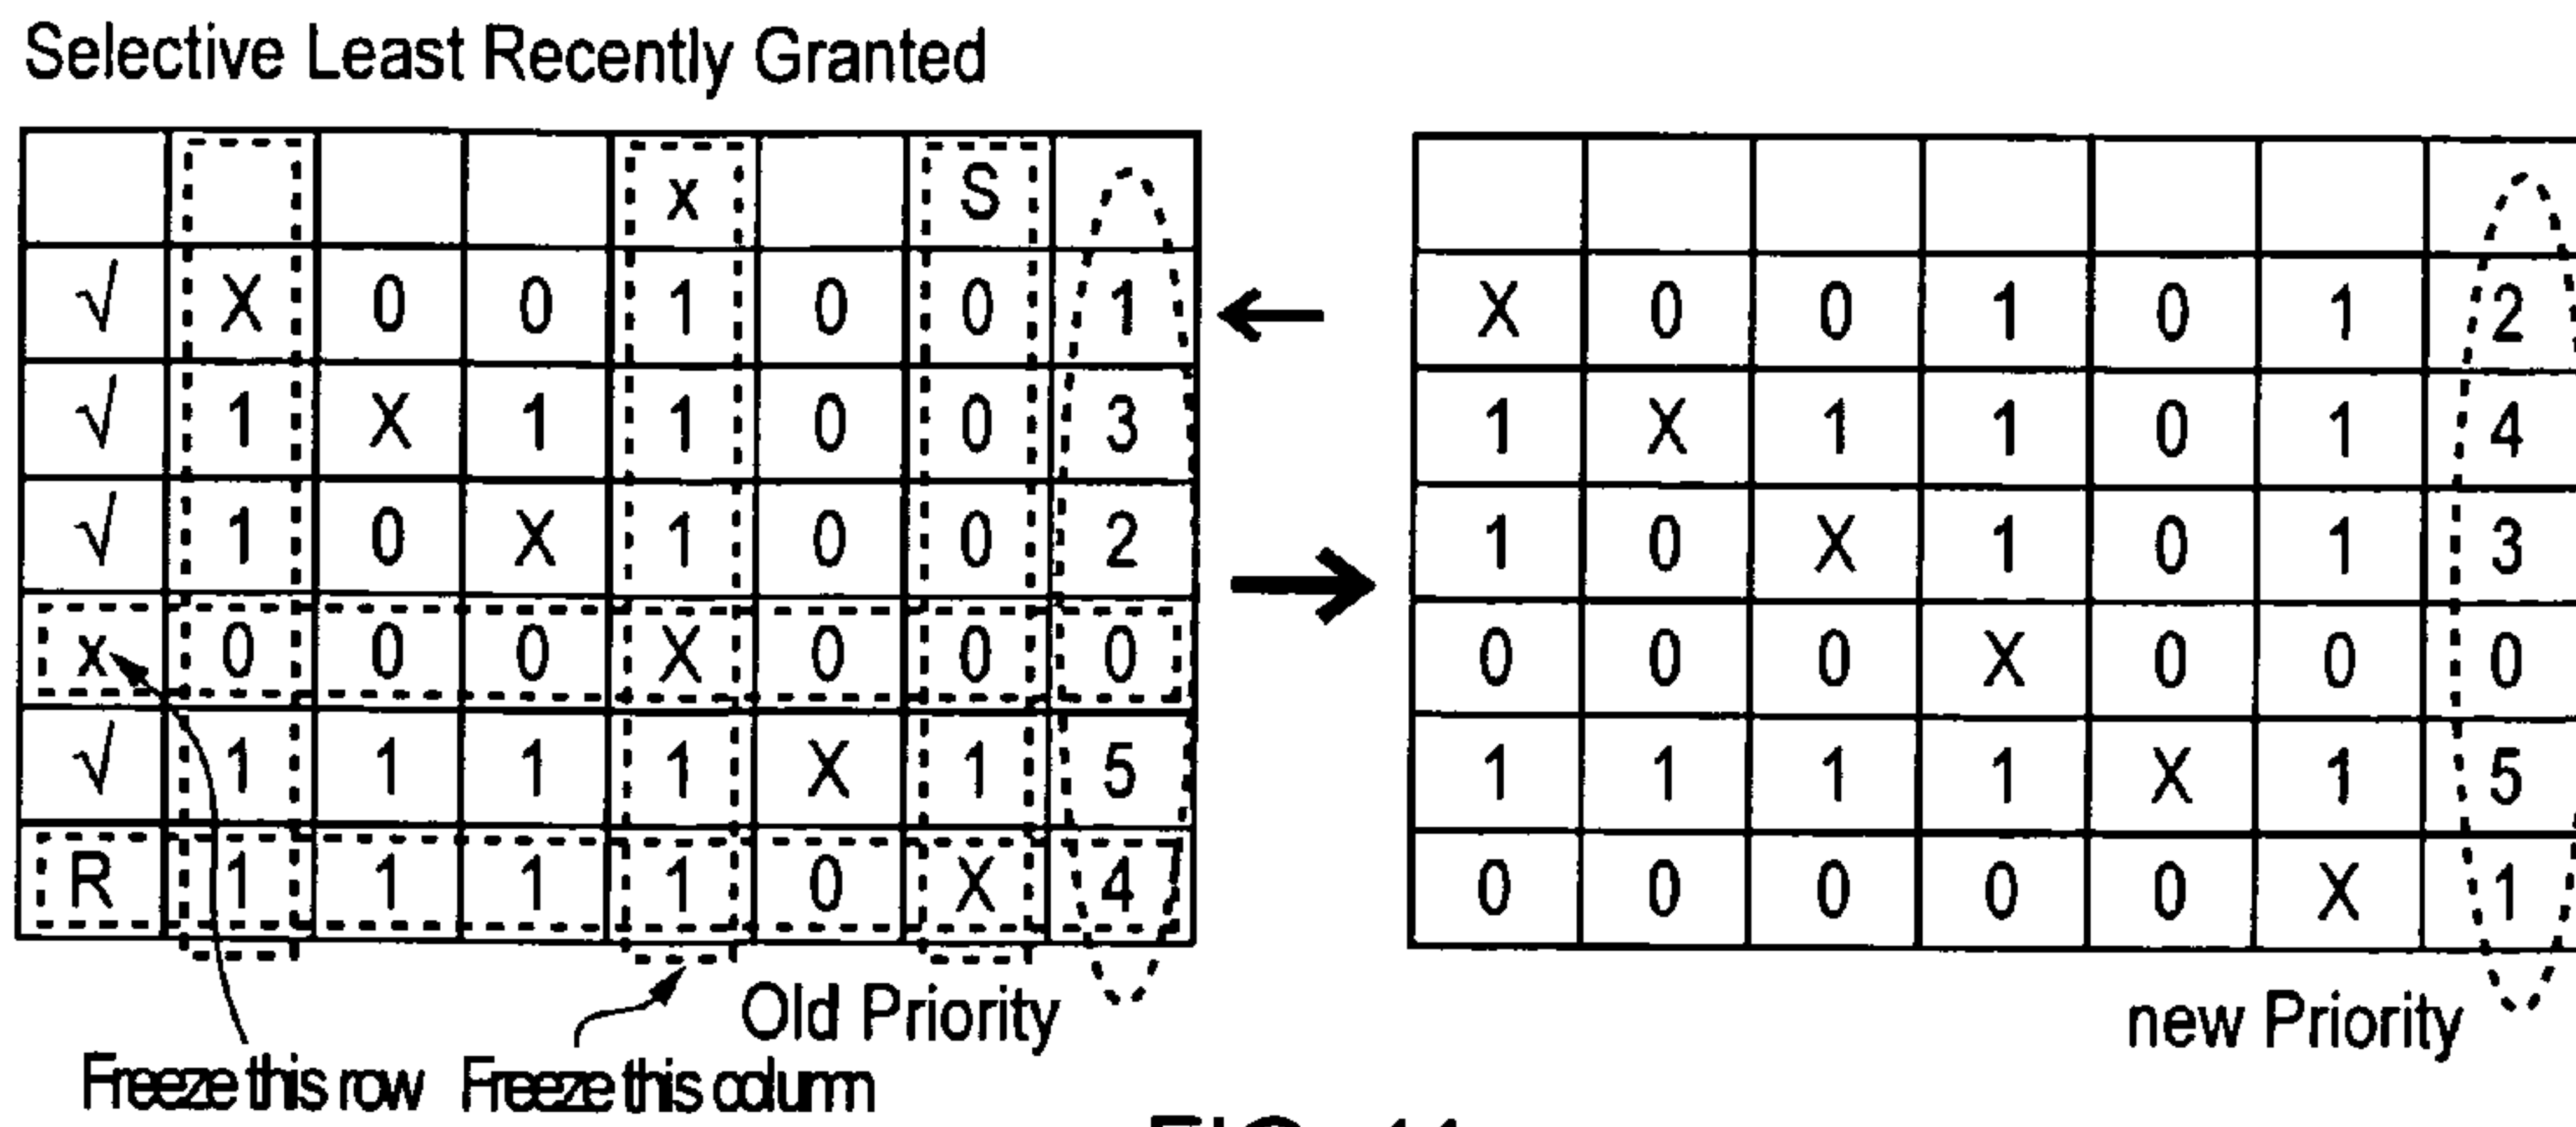 Selective Least Recently Granted
x S
√ X 0 0 1 0 0 1
√ 1 X 1 1 0 0 3
√ 1 0 X 1 0 0 2
x 0 0 0 X 0 0 0
√ 1 1 1 1 X 1 5
R 1 1 1 1 0 X 4
Old Priority
Freeze this row Freeze this column
X 0 0 1 0 1 2
1 X 1 1 0 1 4
1 0 X 1 0 1 3
0 0 0 X 0 0 0
1 1 1 1 X 1 5
0 0 0 0 0 X 1
new Priority